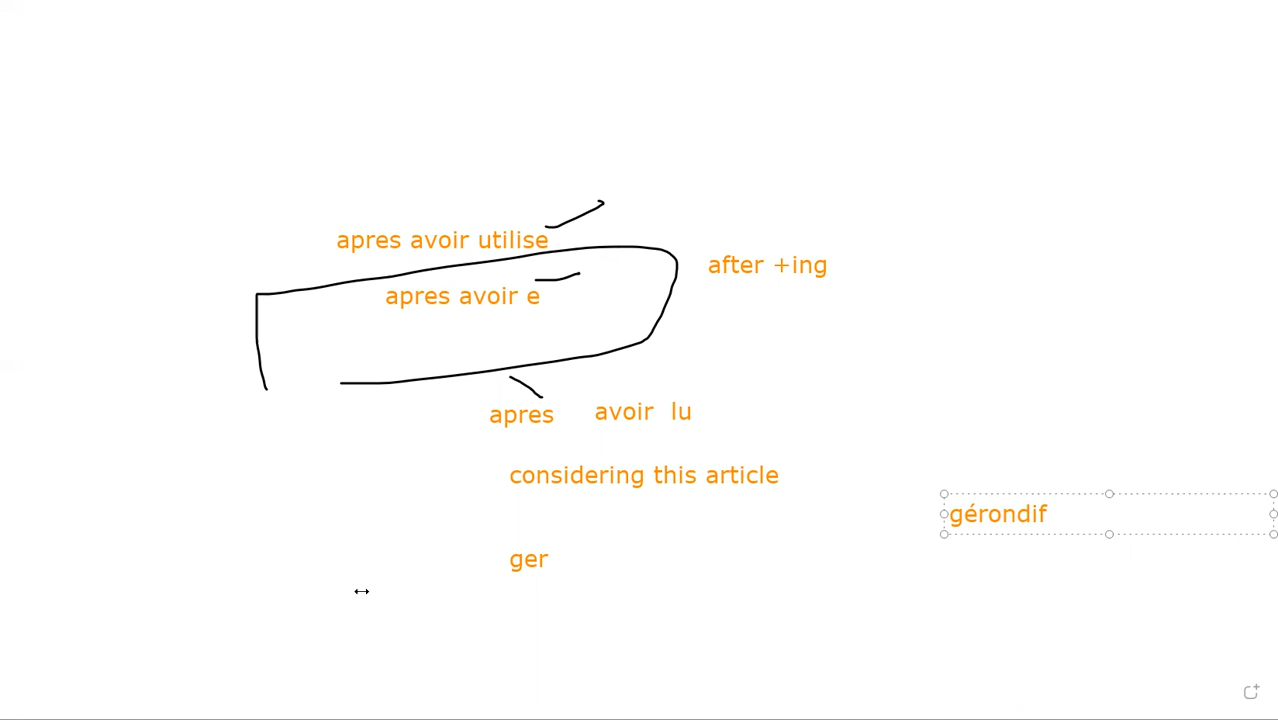 apres avoir utilise
after +ing
apres avoir e
apres avoir lu
considering this article
gérondif
ger